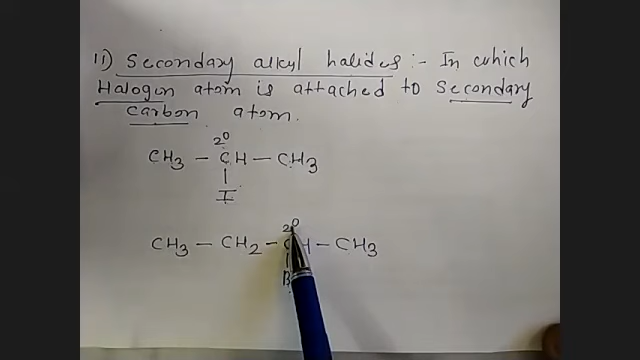 11) Secondary alkyl halides :- In which
Halogen atom is attached to Secondary
carbon atom.
2°
CH3 - CH - CH3
I
2°
CH3 - CH2 - CH - CH3
B